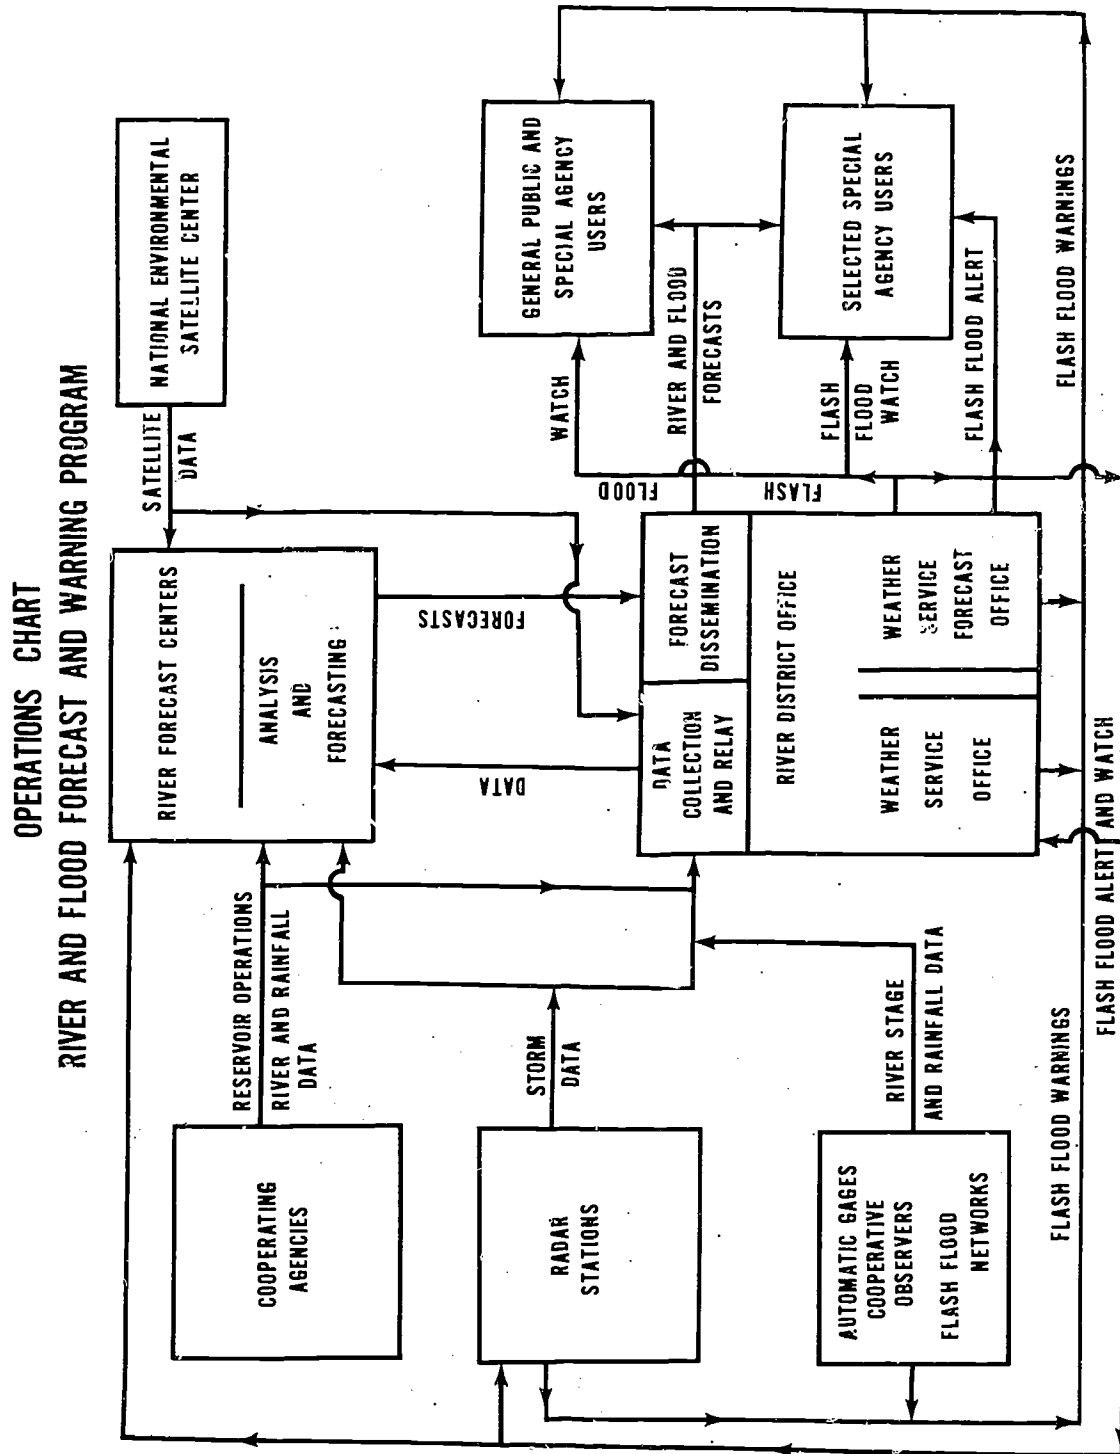 OPERATIONS CHART
RIVER AND FLOOD FORECAST AND WARNING PROGRAM
NATIONAL ENVIRONMENTAL
SATELLITE CENTER
SATELLITE
DATA
RIVER FORECAST CENTERS
ANALYSIS
AND
FORECASTING
RESERVOIR OPERATIONS
RIVER AND RAINFALL
DATA
COOPERATING
AGENCIES
FORECASTS
DATA
GENERAL PUBLIC AND
SPECIAL AGENCY
USERS
WATCH
RIVER AND FLOOD
FORECASTS
FLOOD
FLASH
STORM
DATA
RADAR
STATIONS
DATA
COLLECTION
AND RELAY
FORECAST
DISSEMINATION
RIVER DISTRICT OFFICE
WEATHER
SERVICE
OFFICE
WEATHER
SERVICE
FORECAST
OFFICE
SELECTED SPECIAL
AGENCY USERS
FLASH
FLOOD
WATCH
FLASH FLOOD ALERT
RIVER STAGE
AND RAINFALL DATA
AUTOMATIC GAGES
COOPERATIVE
OBSERVERS
FLASH FLOOD
NETWORKS
FLASH FLOOD WARNINGS
FLASH FLOOD WARNINGS
FLASH FLOOD ALERT AND WATCH